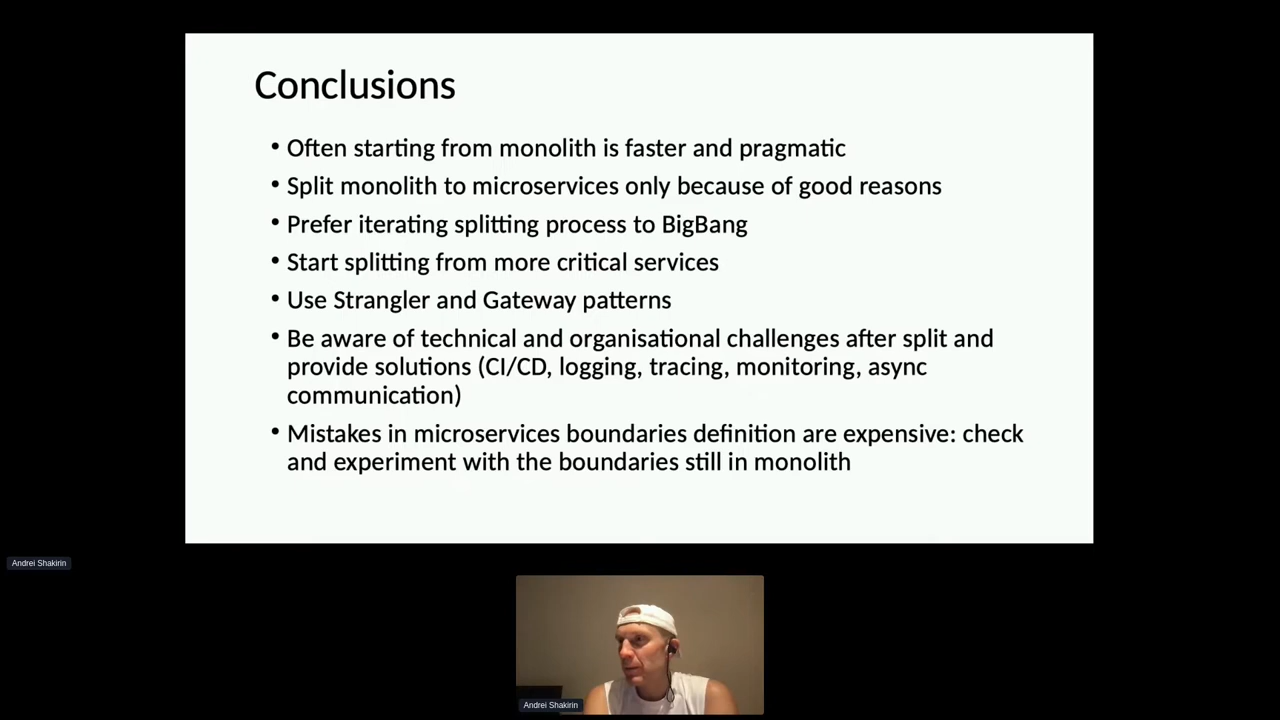 Conclusions
• Often starting from monolith is faster and pragmatic
• Split monolith to microservices only because of good reasons
• Prefer iterating splitting process to BigBang
• Start splitting from more critical services
• Use Strangler and Gateway patterns
• Be aware of technical and organisational challenges after split and
provide solutions (CI/CD, logging, tracing, monitoring, async
communication)
• Mistakes in microservices boundaries definition are expensive: check
and experiment with the boundaries still in monolith
Andrei Shakirin
Andrei Shakirin